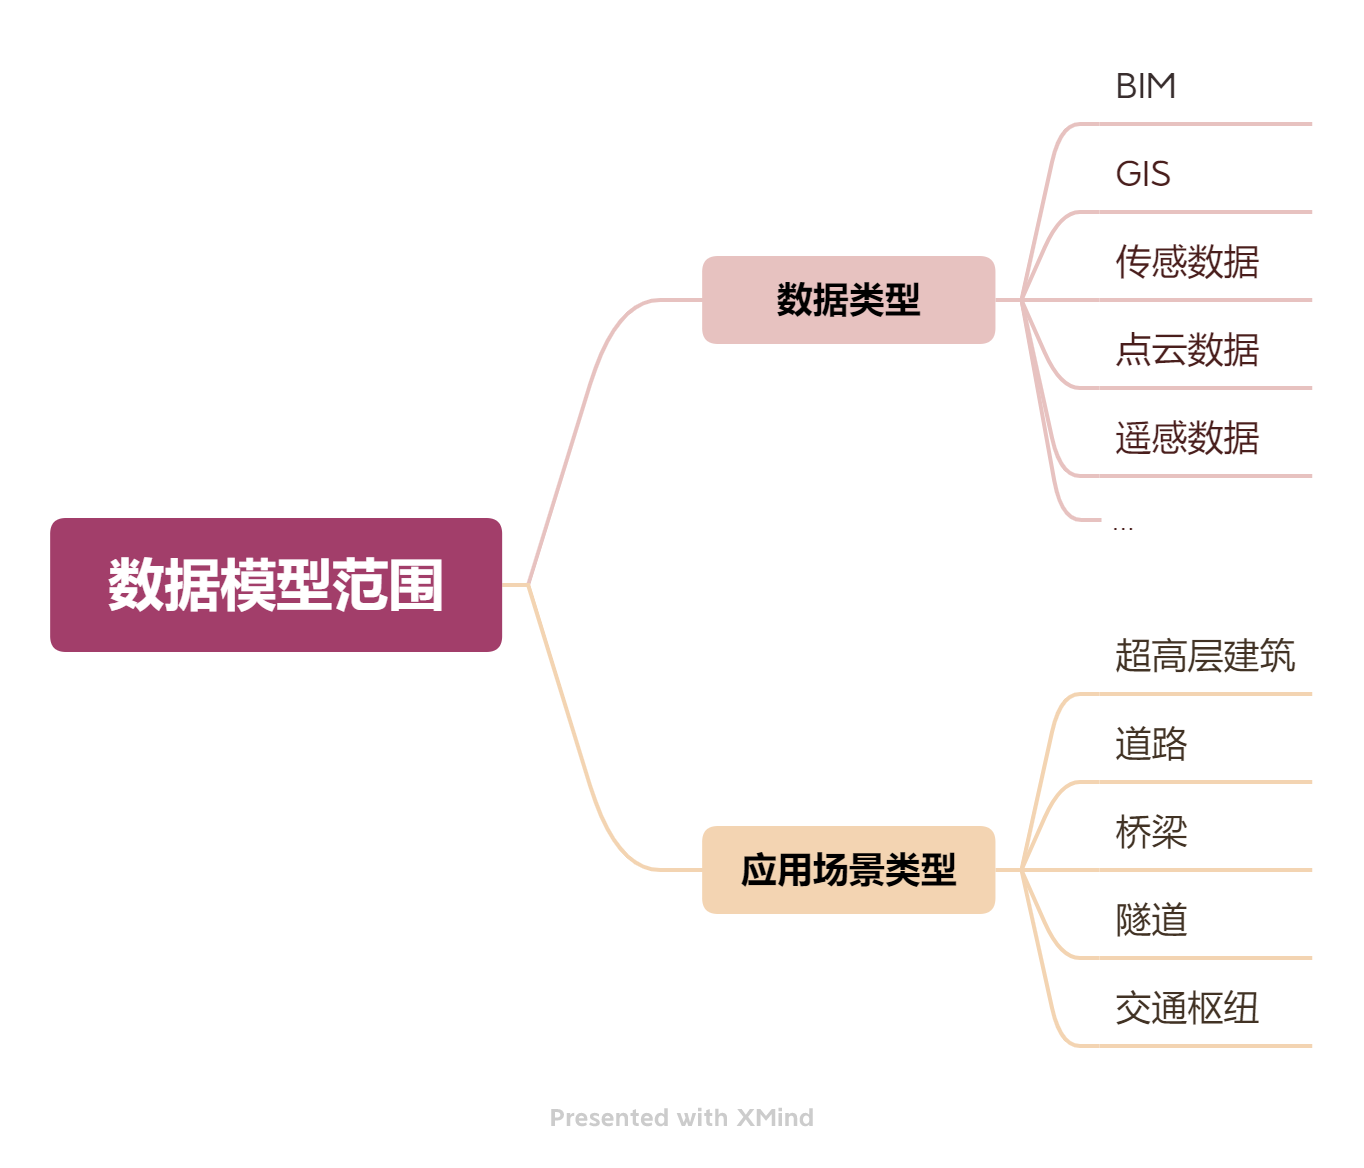 数据模型范围
数据类型
BIM
GIS
传感数据
点云数据
遥感数据
...
应用场景类型
超高层建筑
道路
桥梁
隧道
交通枢纽
Presented with XMind